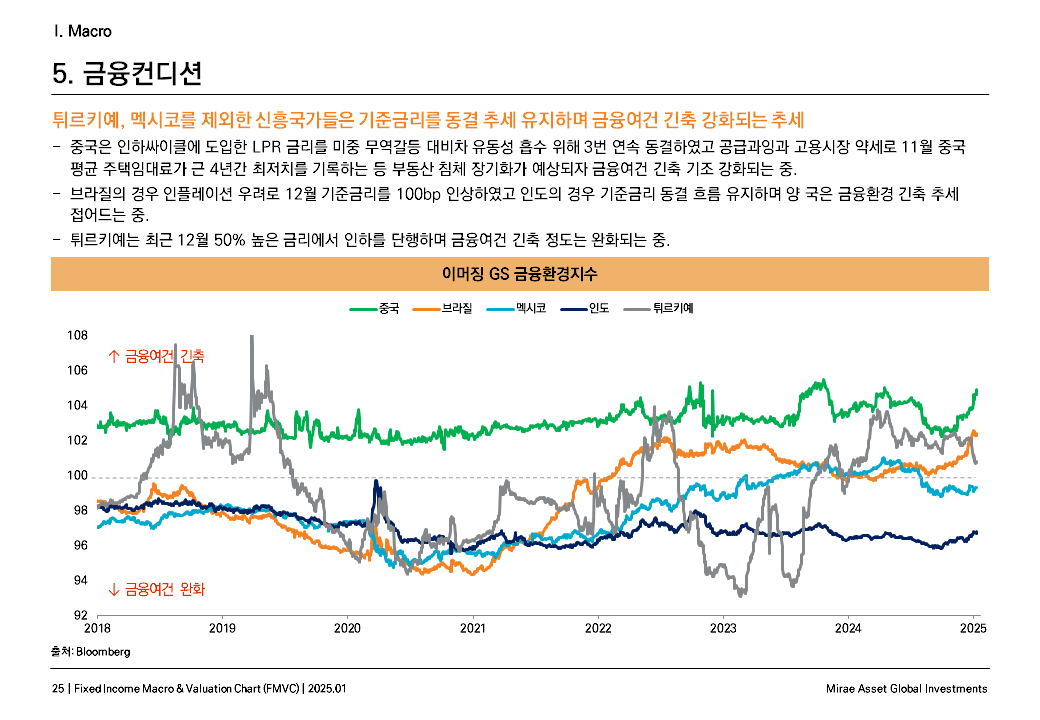 I. Macro
5. 금융컨디션
튀르키예, 멕시코를 제외한 신흥국가들은 기준금리를 동결 추세 유지하며 금융여건 긴축 강화되는 추세
- 중국은 인하싸이클에 도입한 LPR 금리를 미중 무역갈등 대비차 유동성 흡수 위해 3번 연속 동결하였고 공급과잉과 고용시장 약세로 11월 중국
평균 주택임대료가 근 4년간 최저치를 기록하는 등 부동산 침체 장기화가 예상되자 금융여건 긴축 기조 강화되는 중.
- 브라질의 경우 인플레이션 우려로 12월 기준금리를 100bp 인상하였고 인도의 경우 기준금리 동결 흐름 유지하며 양 국은 금융환경 긴축 추세
접어드는 중.
- 튀르키예는 최근 12월 50% 높은 금리에서 인하를 단행하며 금융여건 긴축 정도는 완화되는 중.
이머징 GS 금융환경지수
중국 브라질 멕시코 인도 튀르키예
108
↑ 금융여건 긴축
106
104
102
100
98
96
94
↓ 금융여건 완화
92
2018 2019 2020 2021 2022 2023 2024 2025
출처: Bloomberg
25 | Fixed Income Macro & Valuation Chart (FMVC) | 2025.01 Mirae Asset Global Investments